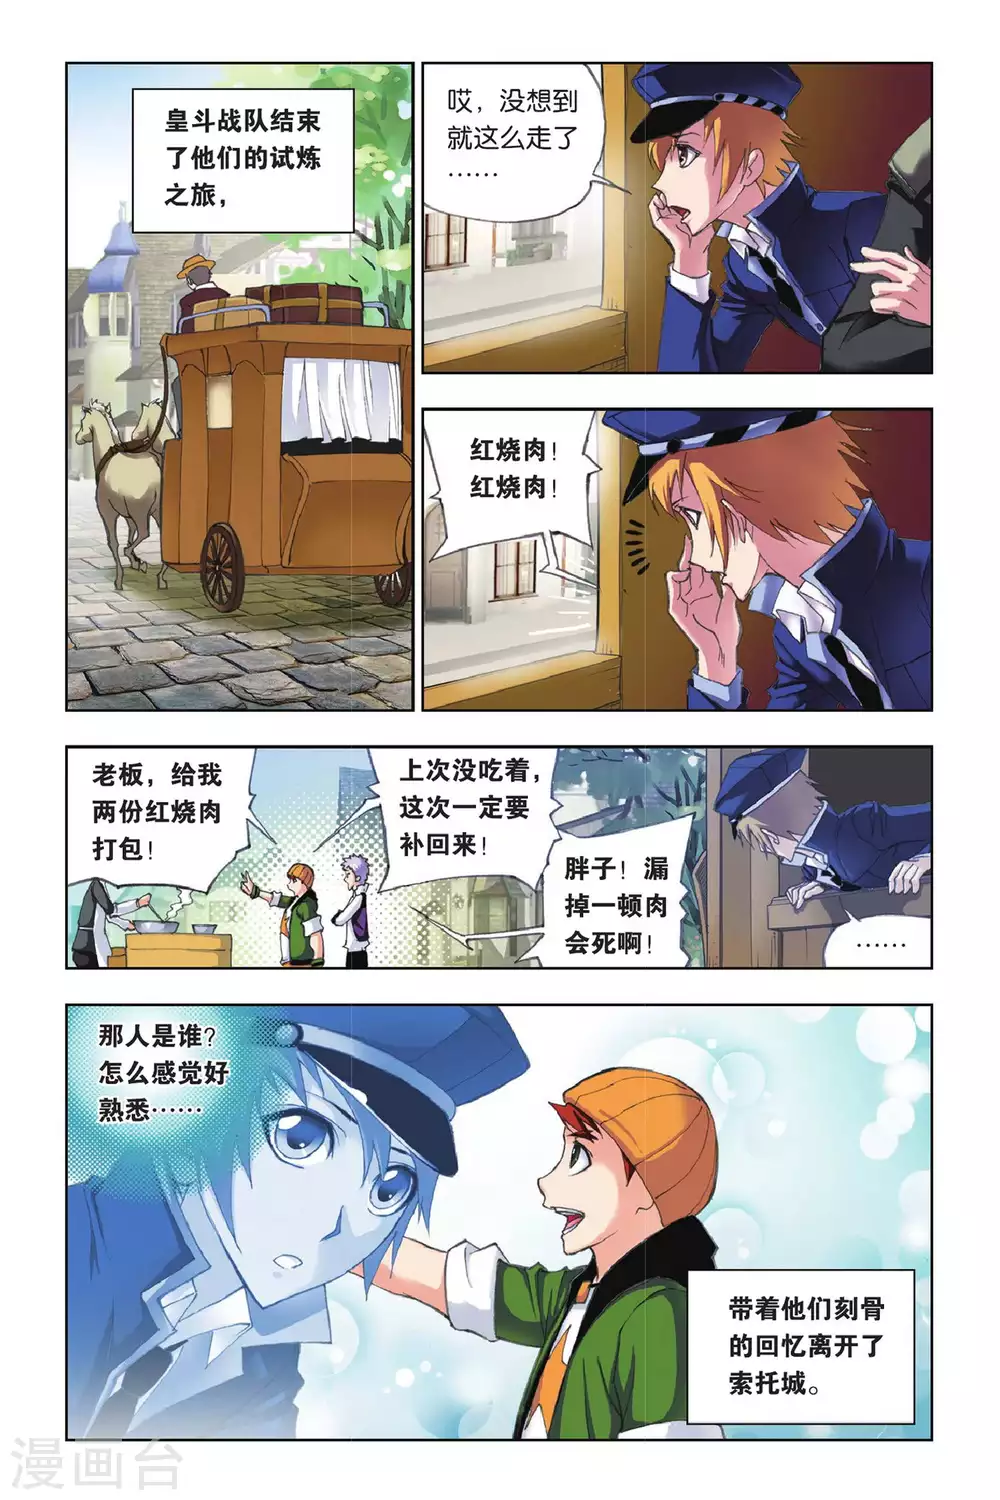 皇斗战队结束
了他们的试炼
之旅，
哎，没想到
就这么走了
……
红烧肉！
红烧肉！
老板，给我
两份红烧肉
打包！
上次没吃着，
这次一定要
补回来！
胖子！漏
掉一顿肉
会死啊！
……
那人是谁？
怎么感觉好
熟悉……
带着他们刻骨
的回忆离开了
索托城。
漫画台